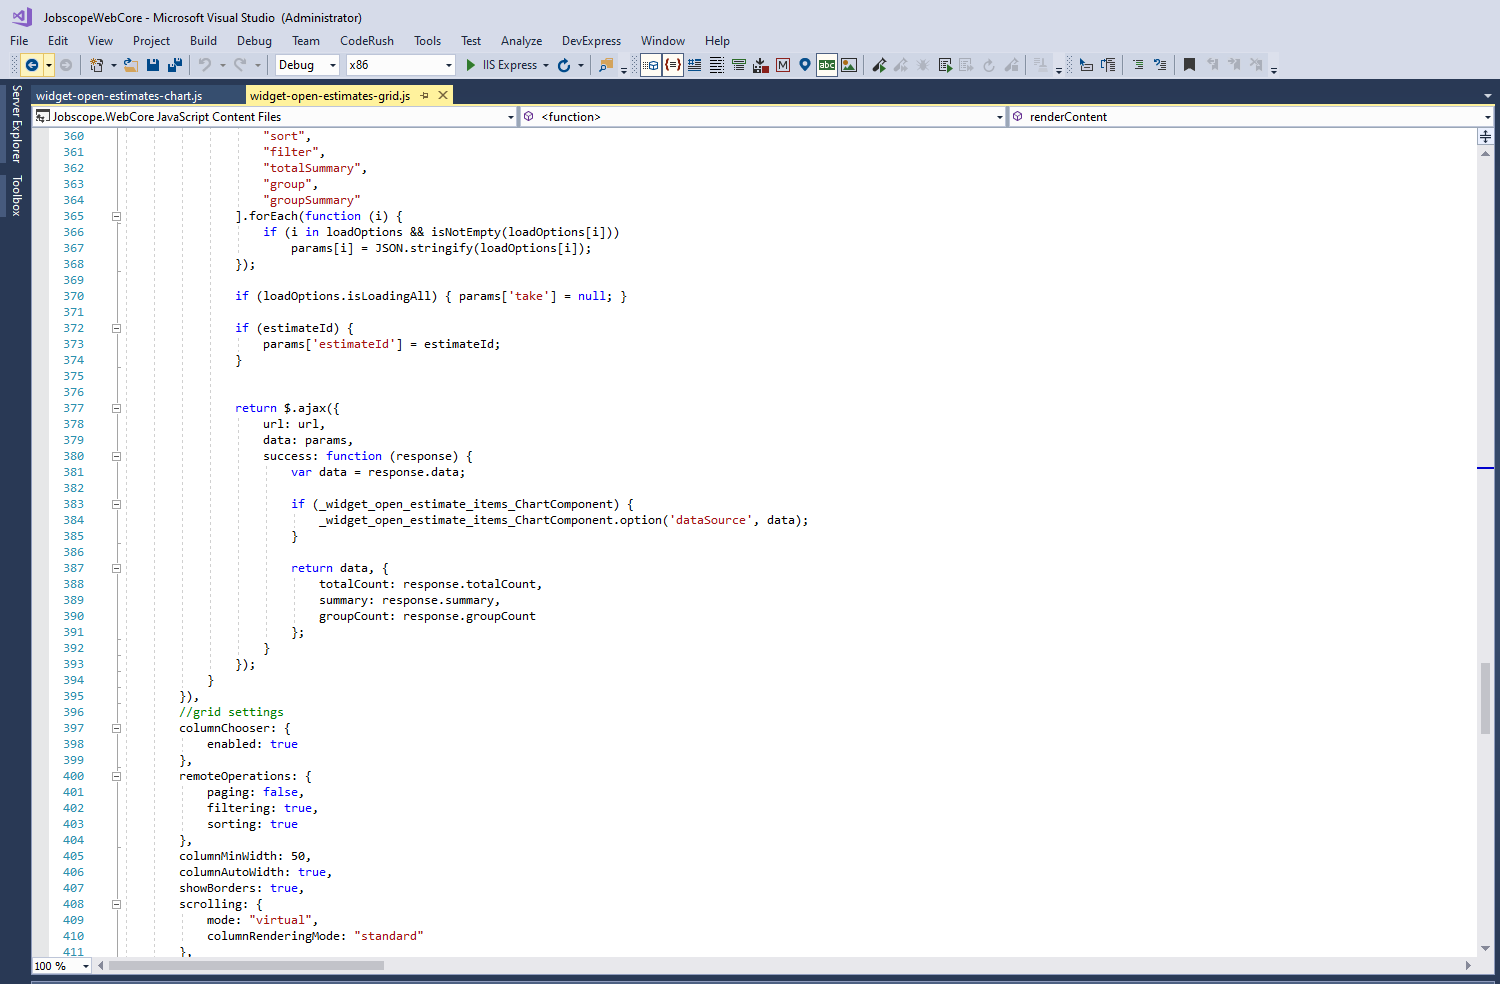 JobscopeWebCore - Microsoft Visual Studio (Administrator)
File Edit View Project Build Debug Team CodeRush Tools Test Analyze DevExpress Window Help
Debug x86 IIS Express M abc
Server Explorer
Toolbox
widget-open-estimates-chart.js widget-open-estimates-grid.js
Jobscope.WebCore JavaScript Content Files <function> renderContent
360 "sort",
361 "filter",
362 "totalSummary",
363 "group",
364 "groupSummary"
365 ].forEach(function (i) {
366 if (i in loadOptions && isNotEmpty(loadOptions[i]))
367 params[i] = JSON.stringify(loadOptions[i]);
368 });
369
370 if (loadOptions.isLoadingAll) { params['take'] = null; }
371
372 if (estimateId) {
373 params['estimateId'] = estimateId;
374 }
375
376
377 return $.ajax({
378 url: url,
379 data: params,
380 success: function (response) {
381 var data = response.data;
382
383 if (_widget_open_estimate_items_ChartComponent) {
384 _widget_open_estimate_items_ChartComponent.option('dataSource', data);
385 }
386
387 return data, {
388 totalCount: response.totalCount,
389 summary: response.summary,
390 groupCount: response.groupCount
391 };
392 }
393 });
394 }
395 }),
396 //grid settings
397 columnChooser: {
398 enabled: true
399 },
400 remoteOperations: {
401 paging: false,
402 filtering: true,
403 sorting: true
404 },
405 columnMinWidth: 50,
406 columnAutoWidth: true,
407 showBorders: true,
408 scrolling: {
409 mode: "virtual",
410 columnRenderingMode: "standard"
411 },
100 %